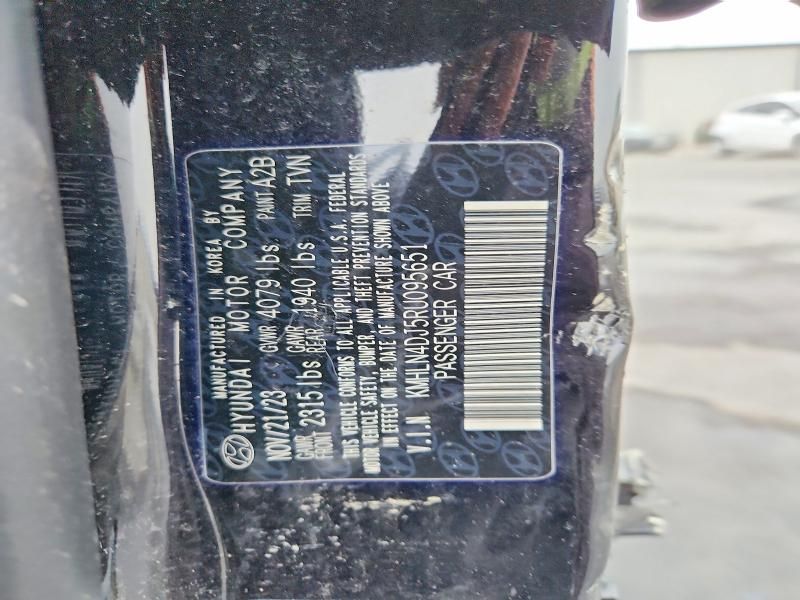 MANUFACTURED IN KOREA BY
HYUNDAI MOTOR COMPANY
NOV/21/23 GVWR 4079 lbs. PAINT A2B
GAWR FRONT 2315 lbs GAWR REAR 1940 lbs TRIM TVN
THIS VEHICLE CONFORMS TO ALL APPLICABLE U.S.A. FEDERAL
MOTOR VEHICLE SAFETY, BUMPER, AND THEFT PREVENTION STANDARDS
IN EFFECT ON THE DATE OF MANUFACTURE SHOWN ABOVE
V.I.N KMHLN4DJ5RU095651
PASSENGER CAR